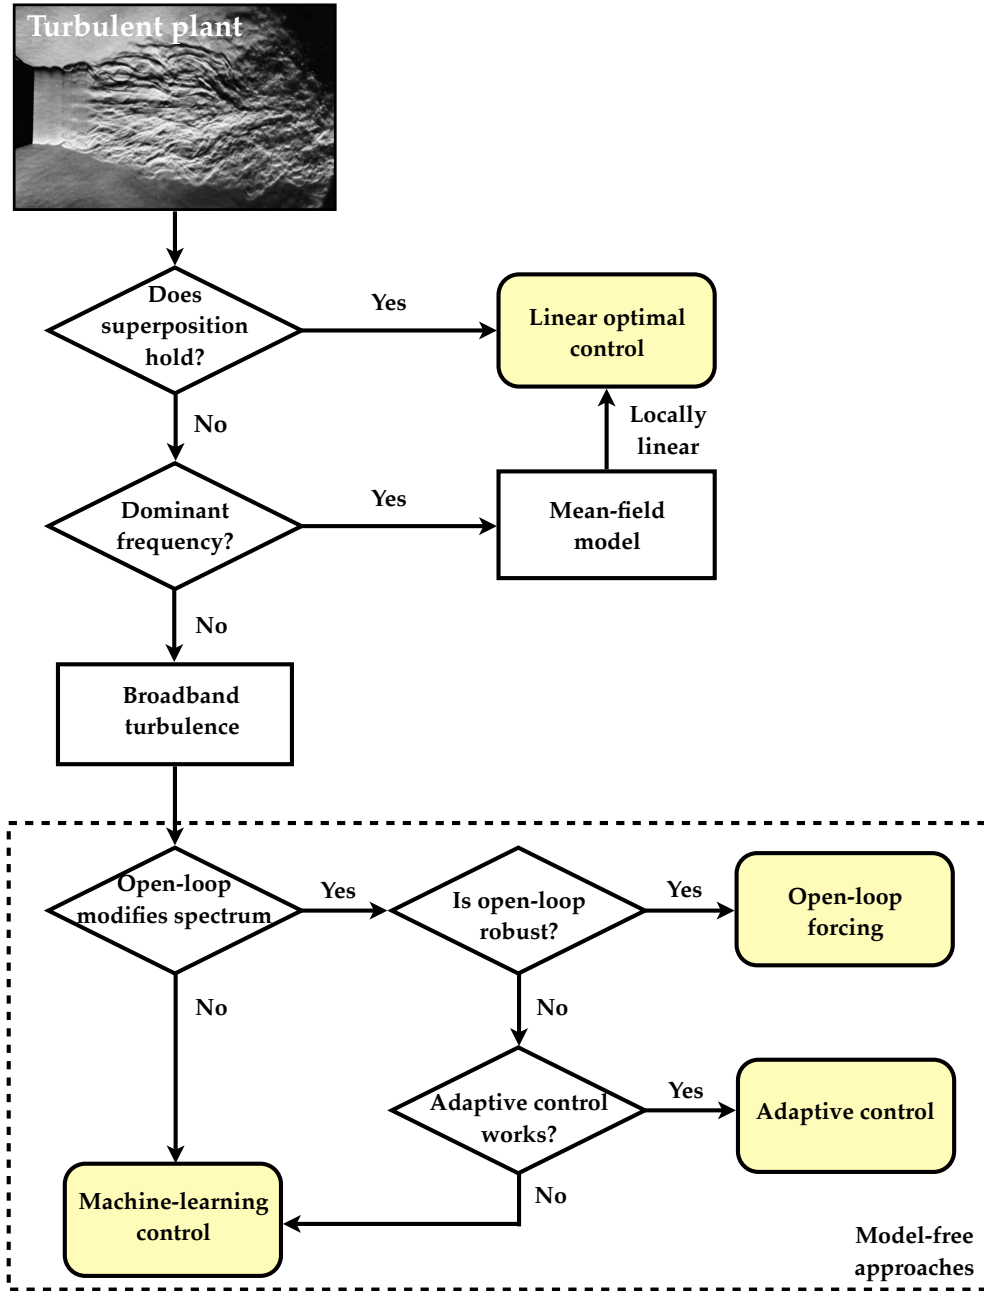 Turbulent plant
Does
superposition
hold?
Yes
Linear optimal
control
No
Locally
linear
Dominant
frequency?
Yes
Mean-field
model
No
Broadband
turbulence
Open-loop
modifies spectrum
Yes
Is open-loop
robust?
Yes
Open-loop
forcing
No
No
Adaptive control
works?
Yes
Adaptive control
No
Machine-learning
control
Model-free
approaches